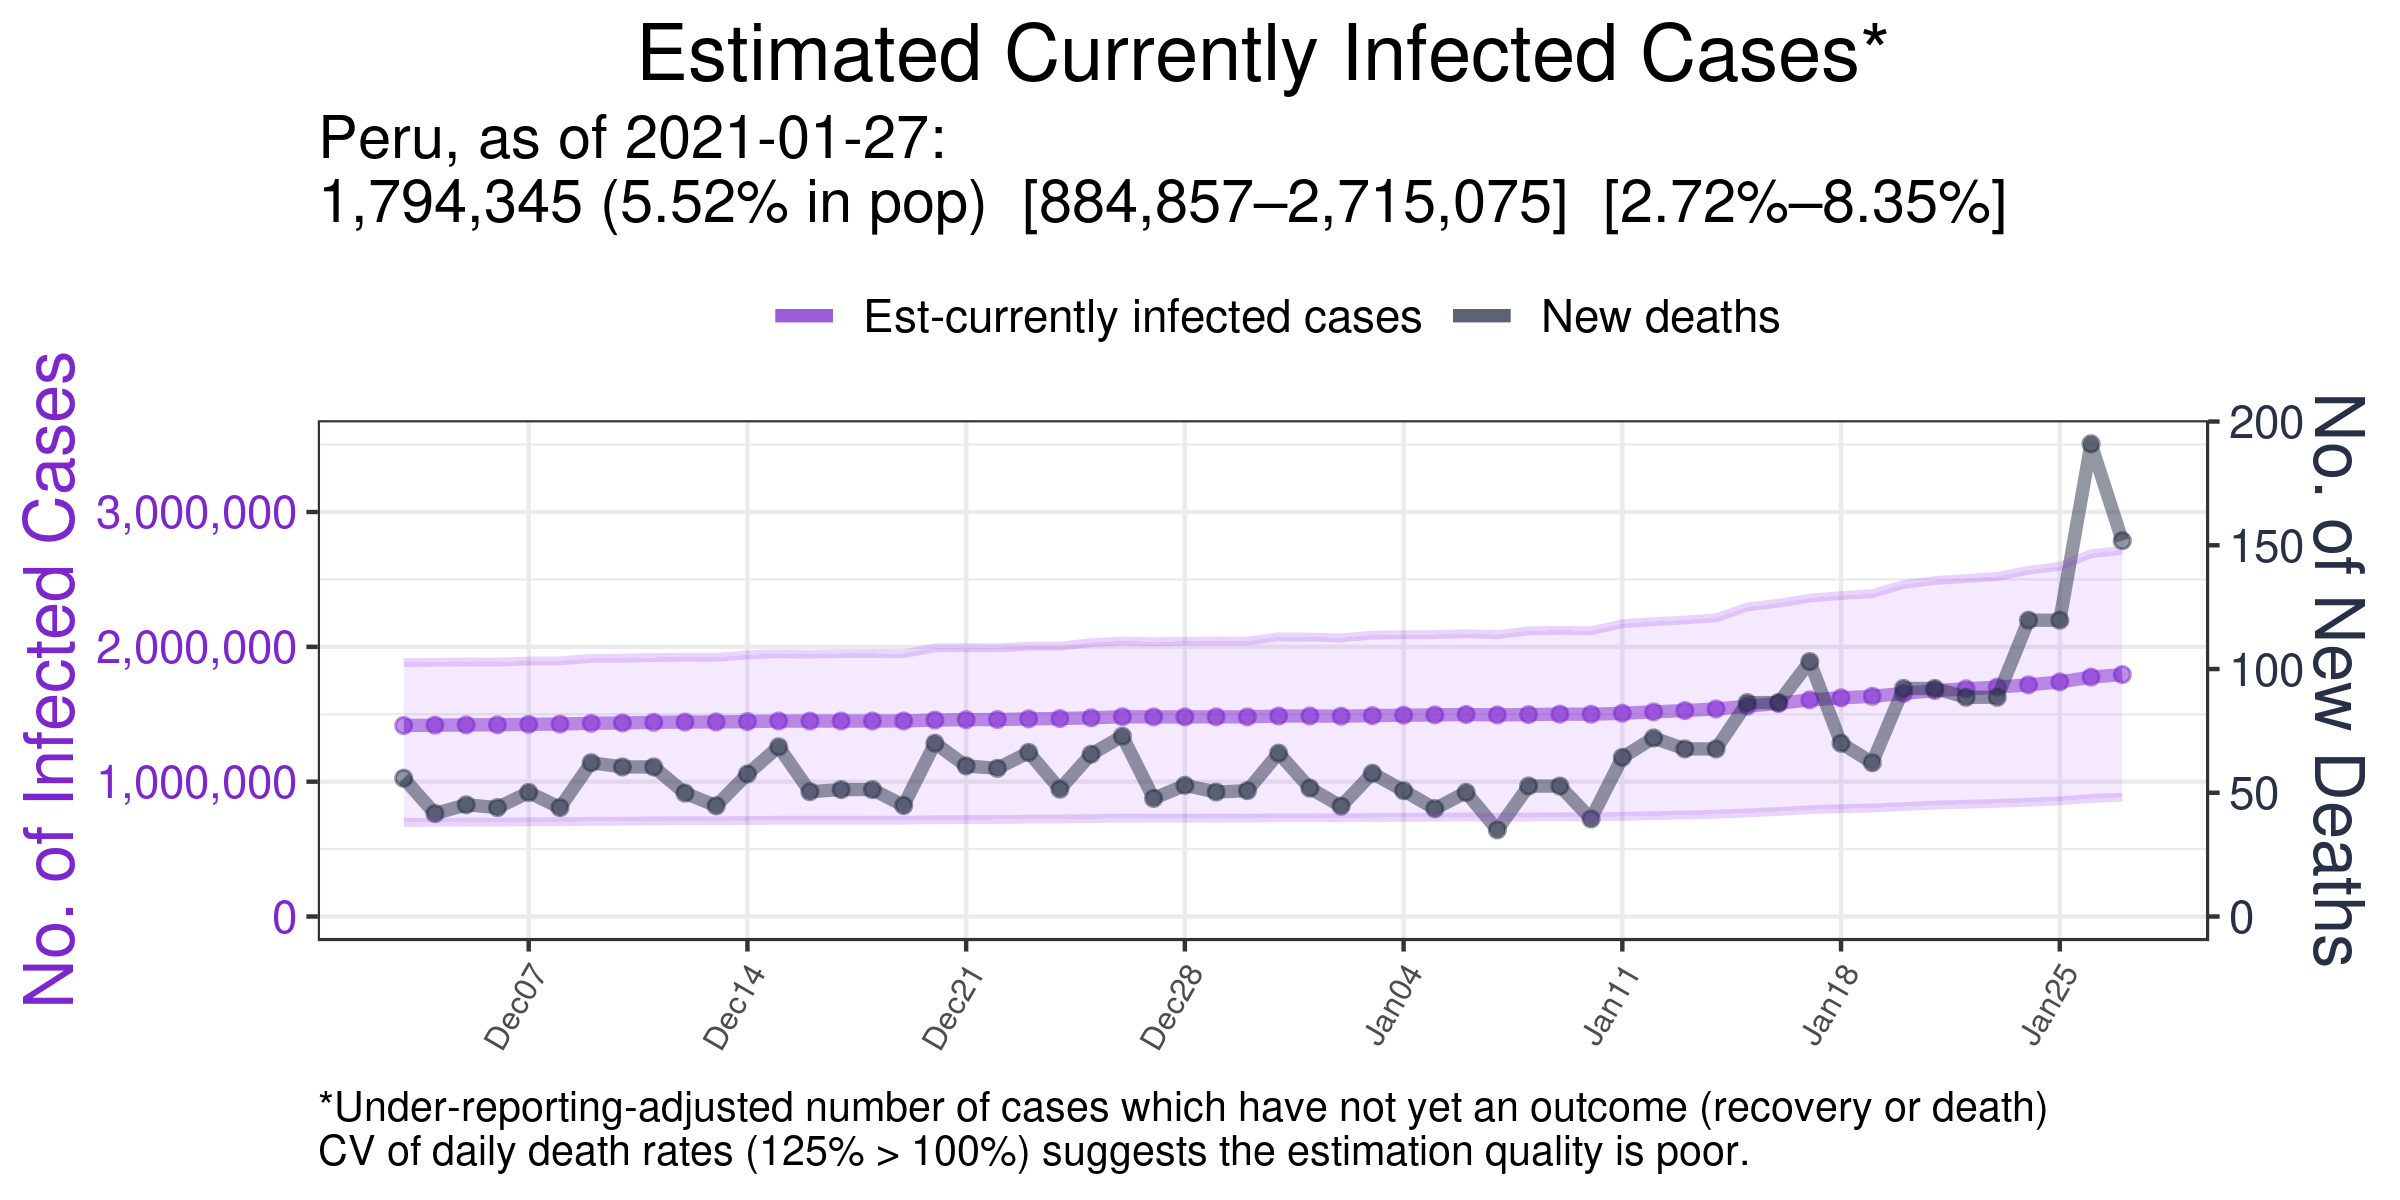 Estimated Currently Infected Cases*
Peru, as of 2021-01-27:
1,794,345 (5.52% in pop) [884,857–2,715,075] [2.72%–8.35%]
Est-currently infected cases New deaths
No. of Infected Cases
3,000,000
2,000,000
1,000,000
0
200
150
100
50
0
No. of New Deaths
Dec07 Dec14 Dec21 Dec28 Jan04 Jan11 Jan18 Jan25
*Under-reporting-adjusted number of cases which have not yet an outcome (recovery or death)
CV of daily death rates (125% > 100%) suggests the estimation quality is poor.